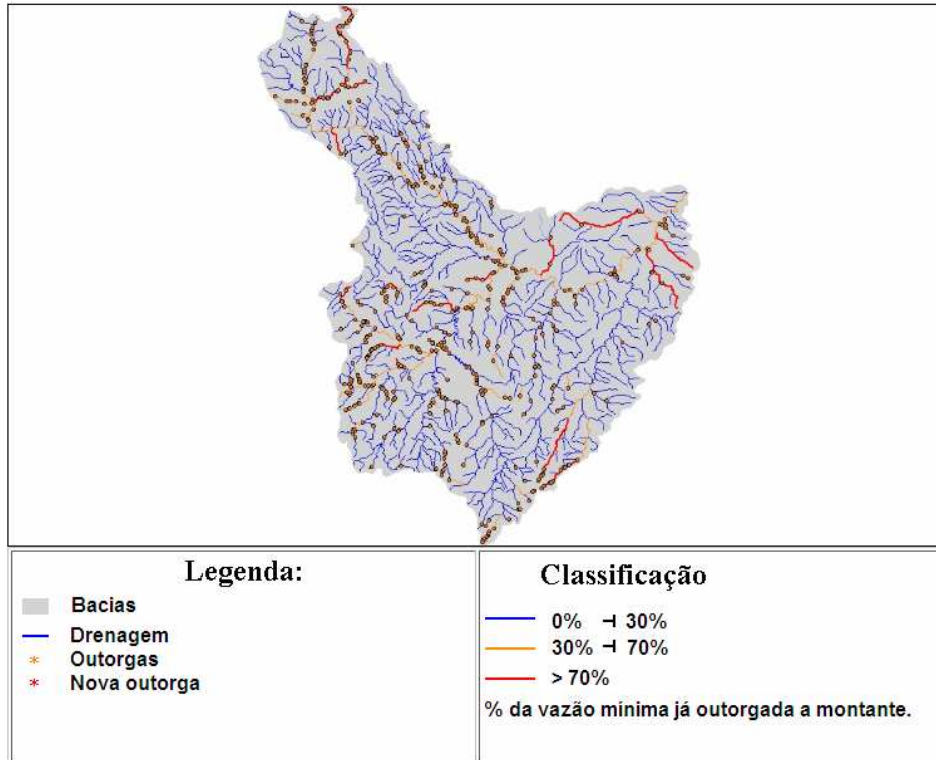 Legenda:
Bacias
Drenagem
Outorgas
Nova outorga
Classificação
0% ⊣ 30%
30% ⊣ 70%
> 70%
% da vazão mínima já outorgada a montante.